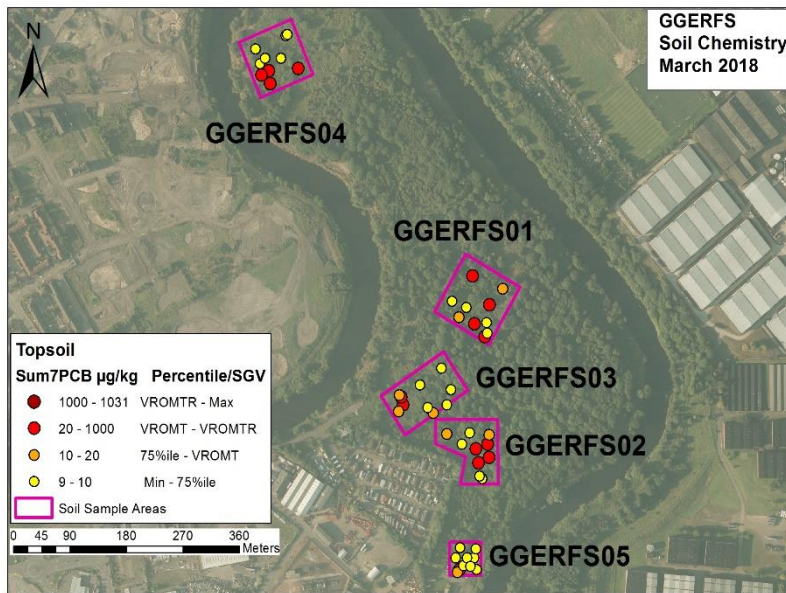 GGERFS
Soil Chemistry
March 2018
N
GGERFS04
GGERFS01
GGERFS03
GGERFS02
GGERFS05
Topsoil
Sum7PCB µg/kg Percentile/SGV
1000 - 1031 VROMTR - Max
20 - 1000 VROMT - VROMTR
10 - 20 75%ile - VROMT
9 - 10 Min - 75%ile
Soil Sample Areas
0 45 90 180 270 360
Meters